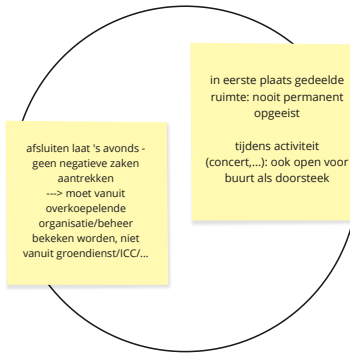 in eerste plaats gedeelde
ruimte: nooit permanent
opgeeist
tijdens activiteit
(concert,...): ook open voor
buurt als doorsteek
afsluiten laat 's avonds -
geen negatieve zaken
aantrekken
---> moet vanuit
overkoepelende
organisatie/beheer
bekeken worden, niet
vanuit groendienst/ICC/...